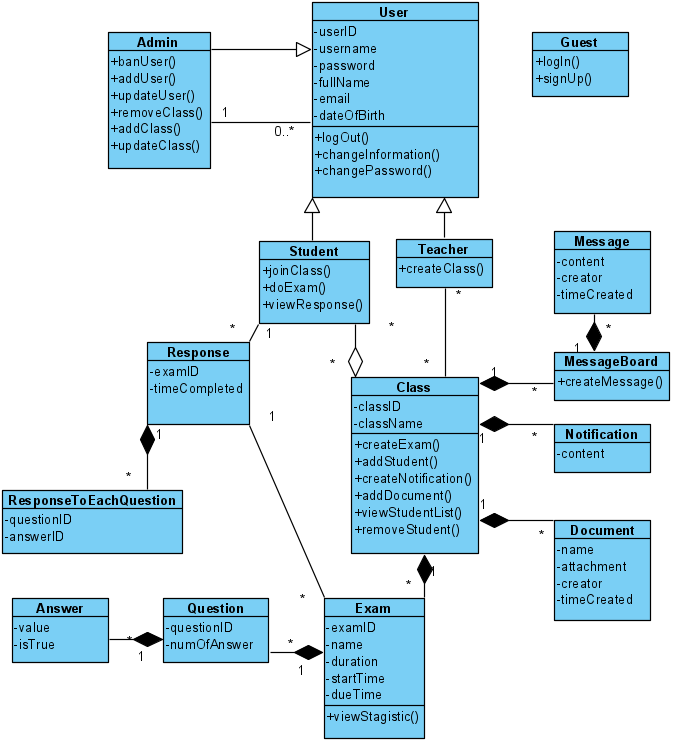 User
-userID
-username
-password
-fullName
-email
-dateOfBirth
+logOut()
+changeInformation()
+changePassword()
Admin
+banUser()
+addUser()
+updateUser()
+removeClass()
+addClass()
+updateClass()
1
0..*
Guest
+logIn()
+signUp()
Student
+joinClass()
+doExam()
+viewResponse()
Teacher
+createClass()
Message
-content
-creator
-timeCreated
*
1
*
*
*
*
*
1
Response
-examID
-timeCompleted
MessageBoard
+createMessage()
1
*
Class
-classID
-className
+createExam()
+addStudent()
+createNotification()
+addDocument()
+viewStudentList()
+removeStudent()
1
1
*
Notification
-content
1
*
ResponseToEachQuestion
-questionID
-answerID
1
*
Document
-name
-attachment
-creator
-timeCreated
1
*
*
Answer
-value
-isTrue
*
1
Question
-questionID
-numOfAnswer
*
1
Exam
-examID
-name
-duration
-startTime
-dueTime
+viewStagistic()